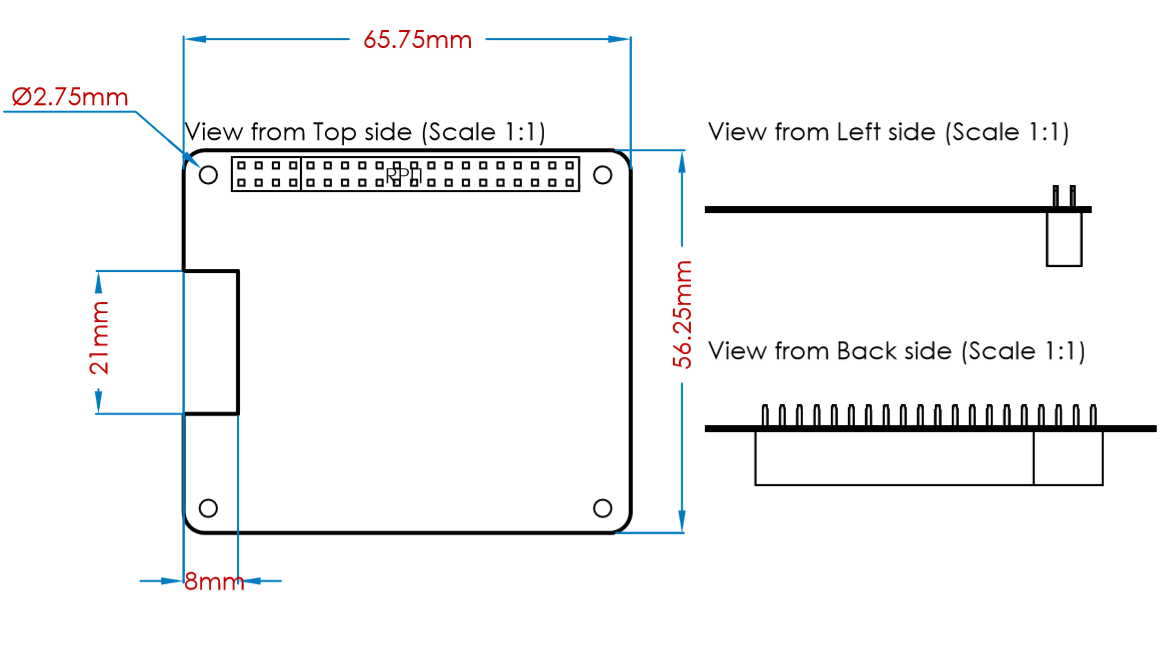 65.75mm
Ø2.75mm
View from Top side (Scale 1:1)
View from Left side (Scale 1:1)
21mm
56.25mm
View from Back side (Scale 1:1)
8mm